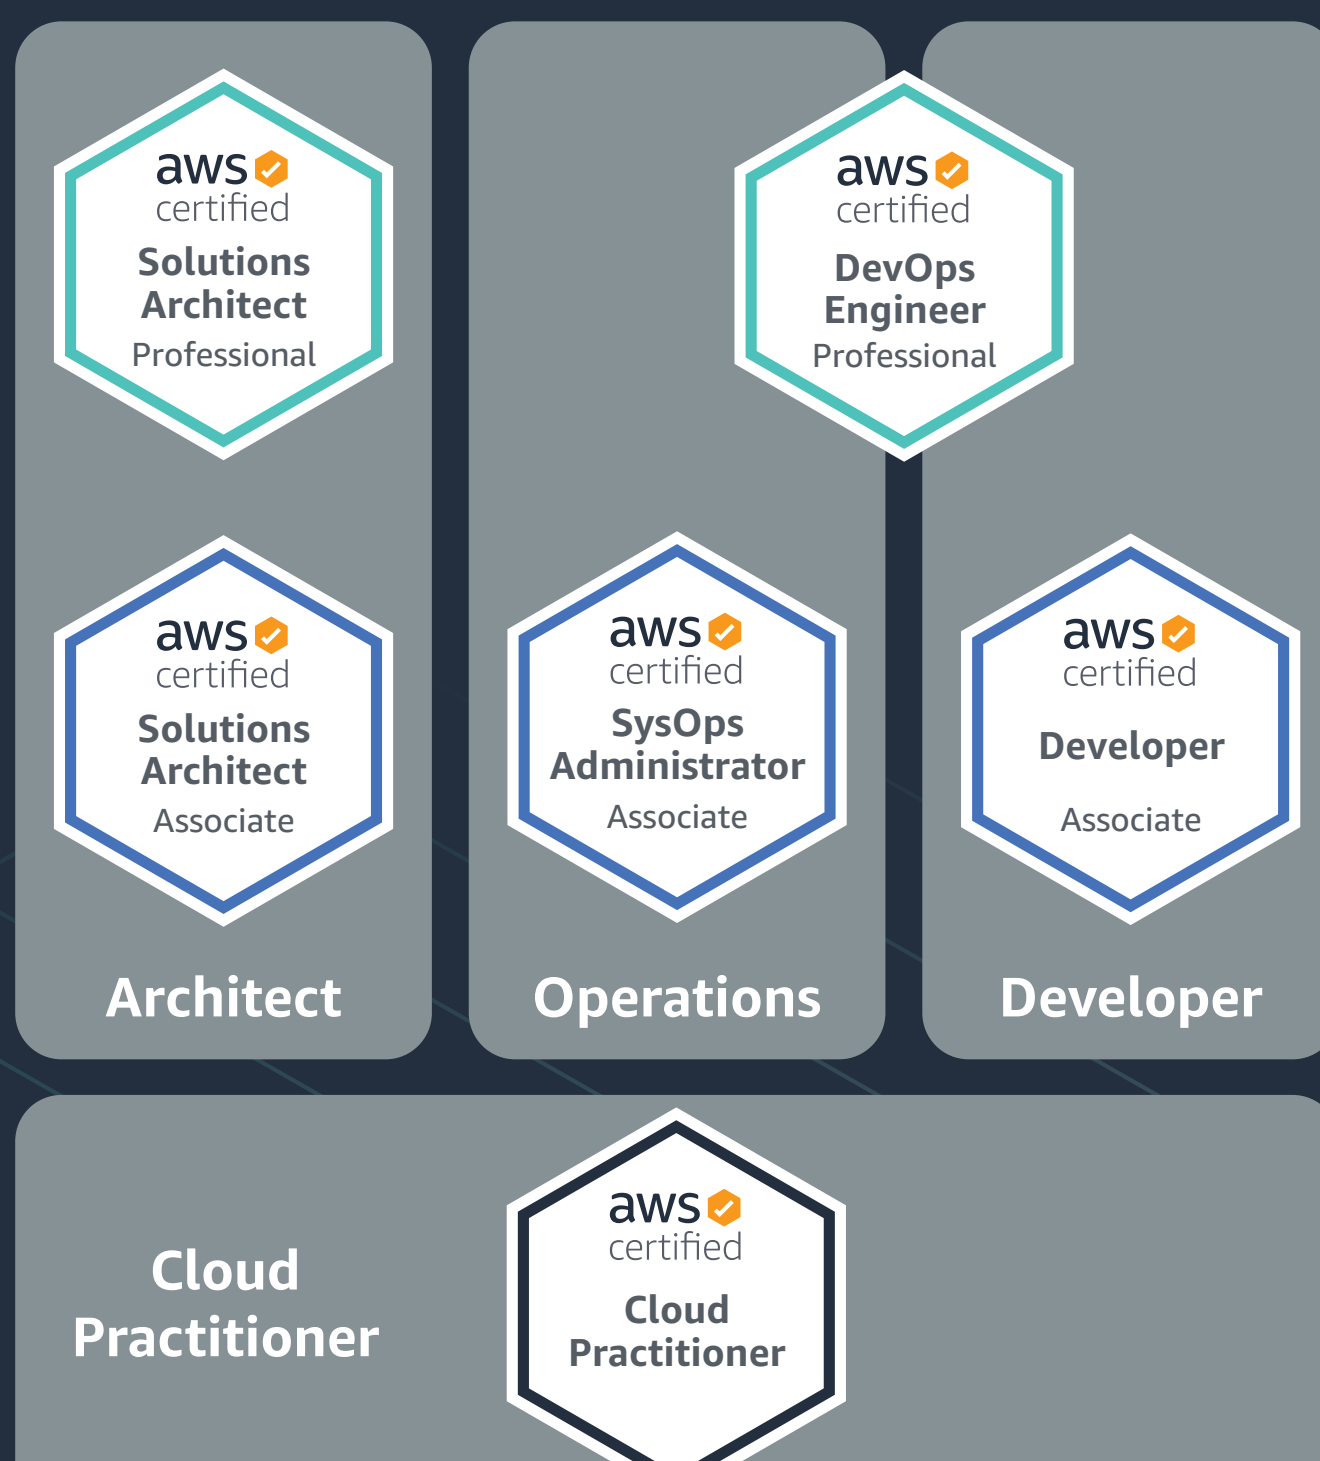 aws
certified
Solutions
Architect
Professional
aws
certified
DevOps
Engineer
Professional
aws
certified
Solutions
Architect
Associate
aws
certified
SysOps
Administrator
Associate
aws
certified
Developer
Associate
Architect
Operations
Developer
Cloud
Practitioner
aws
certified
Cloud
Practitioner